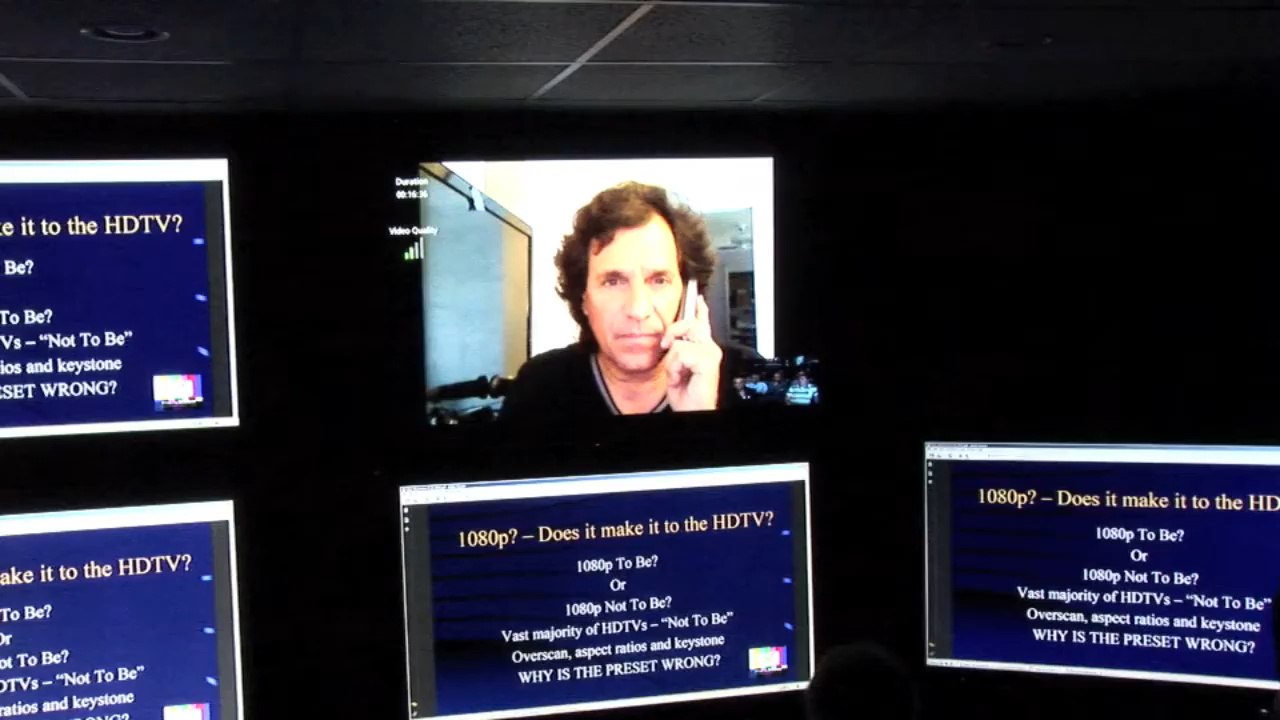 ke it to the HDTV?
Be?
To Be?
Vs – “Not To Be”
ios and keystone
ESET WRONG?
Duration
00:16:36
Video Quality
ake it to the HDTV?
To Be?
Or
ot To Be?
DTVs – “Not To Be”
ratios and keystone
1080p? – Does it make it to the HDTV?
1080p To Be?
Or
1080p Not To Be?
Vast majority of HDTVs – “Not To Be”
Overscan, aspect ratios and keystone
WHY IS THE PRESET WRONG?
1080p? – Does it make it to the HD
1080p To Be?
Or
1080p Not To Be?
Vast majority of HDTVs – “Not To Be”
Overscan, aspect ratios and keystone
WHY IS THE PRESET WRONG?